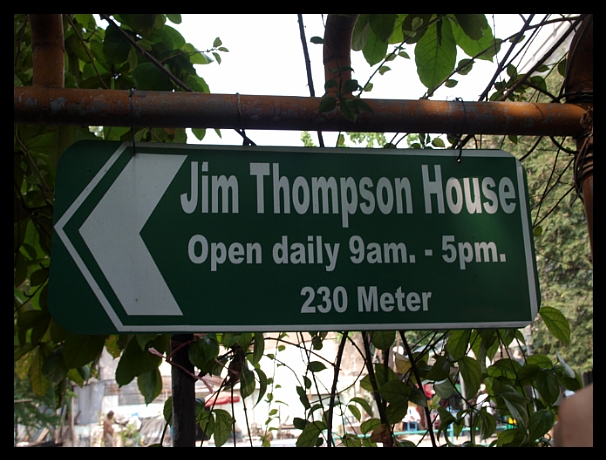 Jim Thompson House
Open daily 9am. - 5pm.
230 Meter